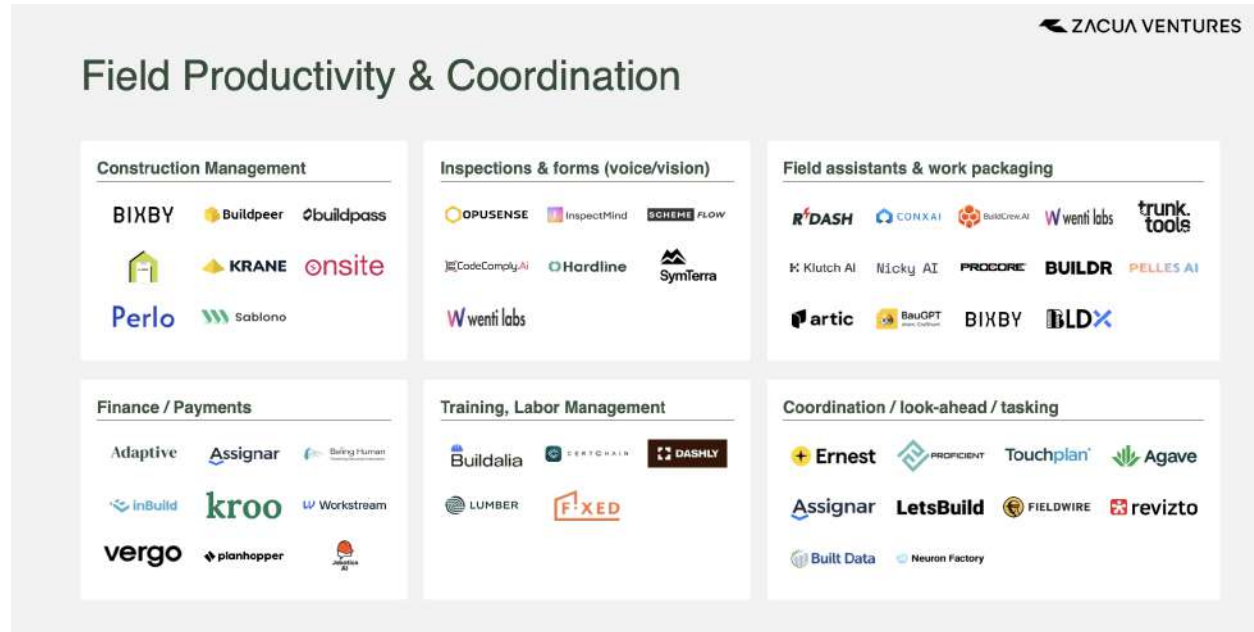 ZACUA VENTURES
Field Productivity & Coordination
Construction Management
BIXBY
Buildpeer
buildpass
KRANE
onsite
Perlo
Sablono
Inspections & forms (voice/vision)
OPUSENSE
InspectMind
SCHEME FLOW
CodeComply.Ai
Hardline
SymTerra
wenti labs
Field assistants & work packaging
R DASH
CONXAI
BuildCrew.AI
wenti labs
trunk.
tools
Klutch AI
Nicky AI
PROCORE
BUILDR
PELLES AI
artic
BauGPT
BIXBY
BLDX
Finance / Payments
Adaptive
Assignar
Being Human
inBuild
kroo
Workstream
vergo
planhopper
AI
Training, Labor Management
Buildalia
CERTCHAIN
DASHLY
LUMBER
F!XED
Coordination / look-ahead / tasking
Ernest
PROFICIENT
Touchplan
Agave
Assignar
LetsBuild
FIELDWIRE
revizto
Built Data
Neuron Factory